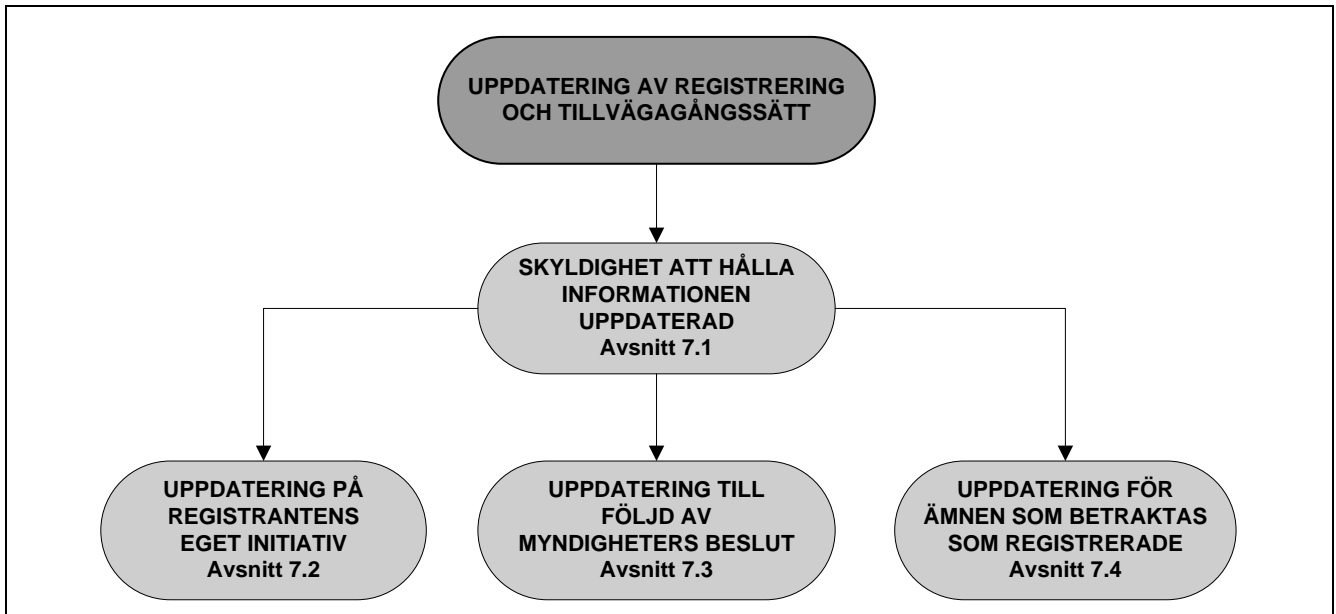 UPPDATERING AV REGISTRERING
OCH TILLVÄGAGÅNGSSÄTT
SKYLDIGHET ATT HÅLLA
INFORMATIONEN
UPPDATERAD
Avsnitt 7.1
UPPDATERING PÅ
REGISTRANTENS
EGET INITIATIV
Avsnitt 7.2
UPPDATERING TILL
FÖLJD AV
MYNDIGHETERS BESLUT
Avsnitt 7.3
UPPDATERING FÖR
ÄMNEN SOM BETRAKTAS
SOM REGISTRERADE
Avsnitt 7.4